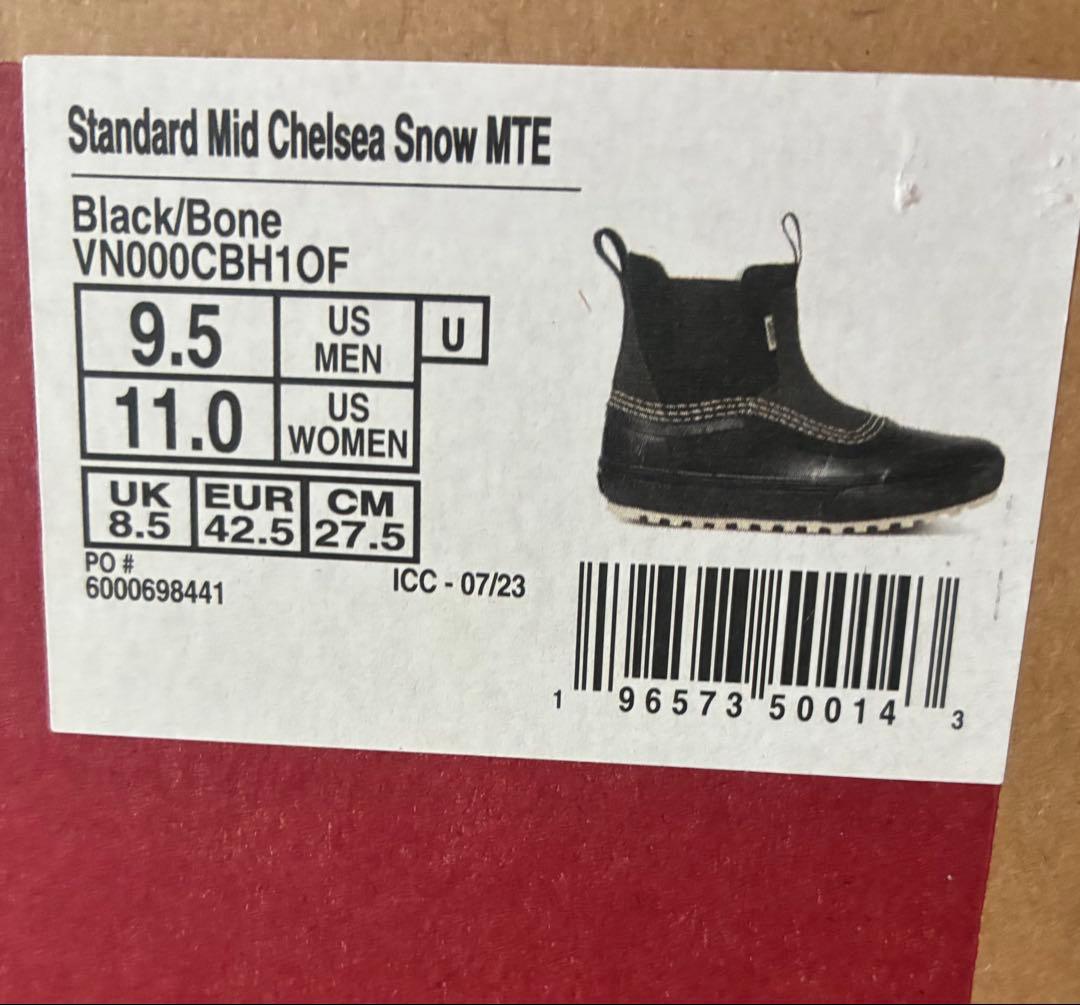 Standard Mid Chelsea Snow MTE
Black/Bone
VN000CBH1OF
9.5 US MEN U
11.0 US WOMEN
UK EUR CM
8.5 42.5 27.5
PO #
6000698441
ICC - 07/23
1 96573 50014 3